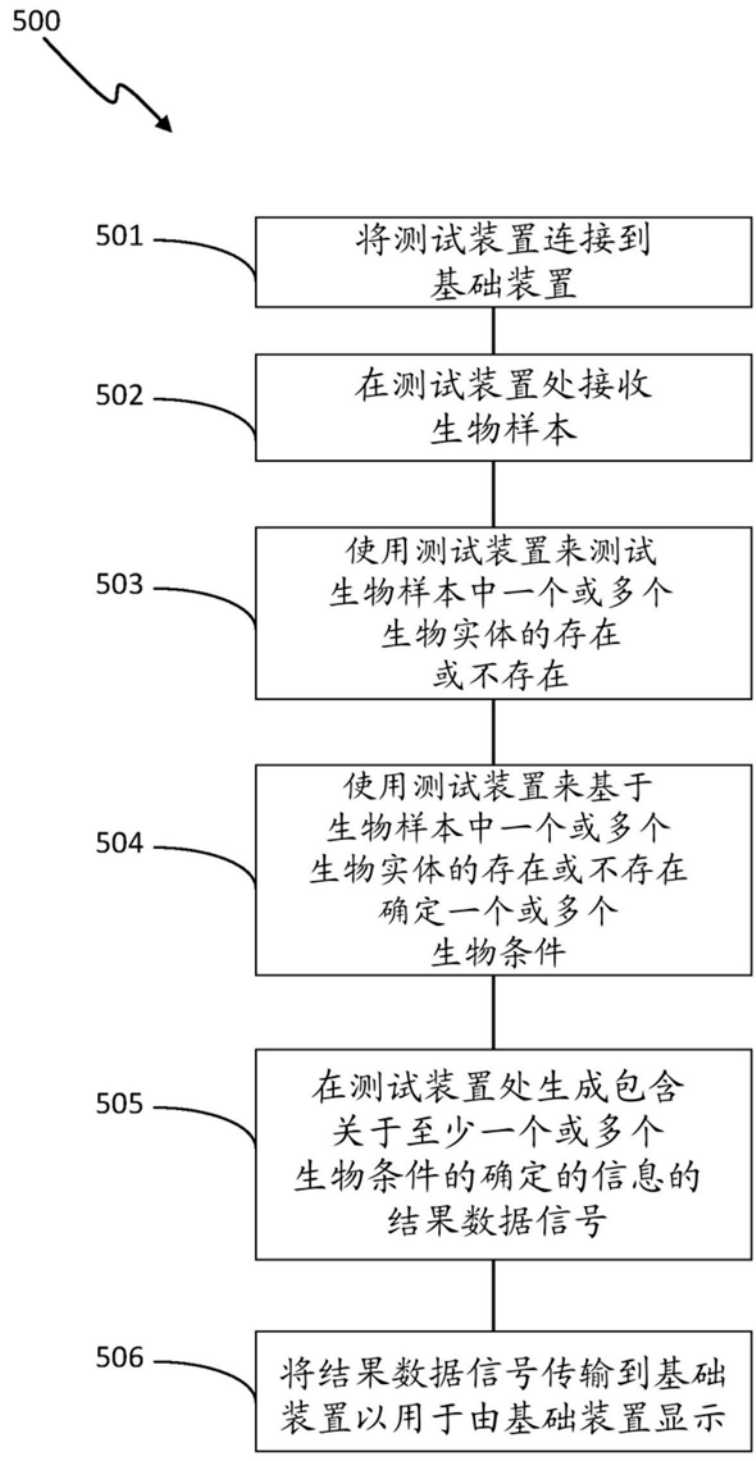 500
501
将测试装置连接到
基础装置
502
在测试装置处接收
生物样本
503
使用测试装置来测试
生物样本中一个或多个
生物实体的存在
或不存在
504
使用测试装置来基于
生物样本中一个或多个
生物实体的存在或不存在
确定一个或多个
生物条件
505
在测试装置处生成包含
关于至少一个或多个
生物条件的确定的信息的
结果数据信号
506
将结果数据信号传输到基础
装置以用于由基础装置显示